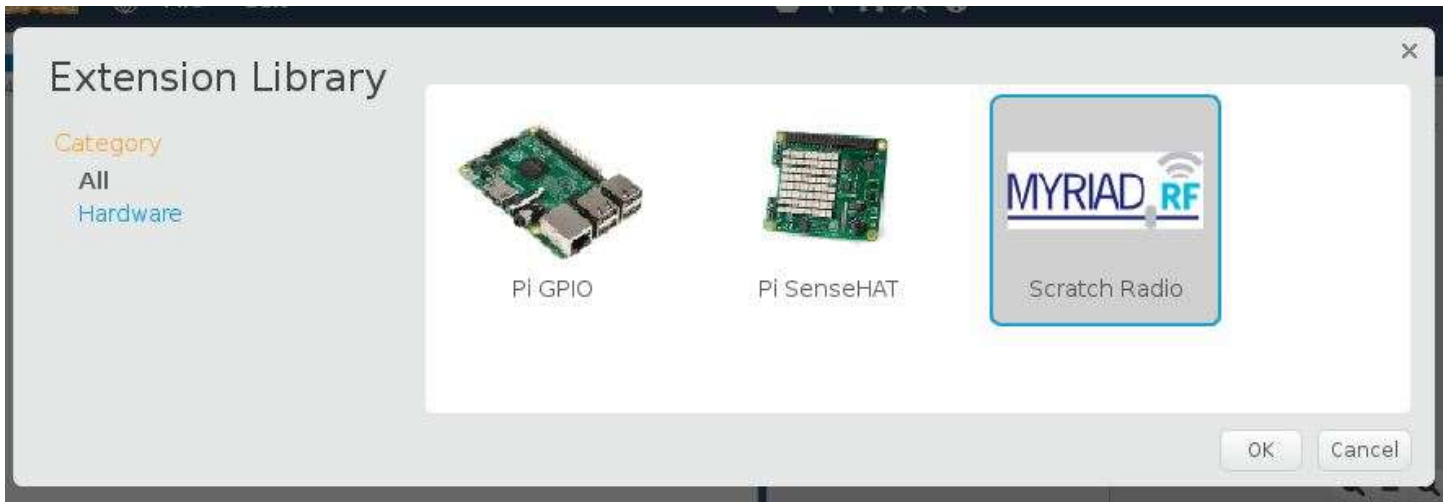 Extension Library
Category
All
Hardware
MYRIAD RF
Pi GPIO
Pi SenseHAT
Scratch Radio
OK
Cancel